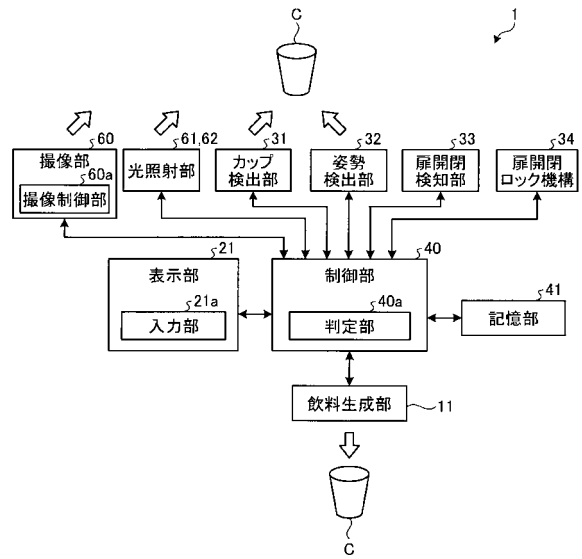 C
1
60
撮像部
60a
撮像制御部
61,62
光照射部
31
カップ
検出部
32
姿勢
検出部
33
扉開閉
検知部
34
扉開閉
ロック機構
21
表示部
21a
入力部
40
制御部
40a
判定部
41
記憶部
飲料生成部
11
C